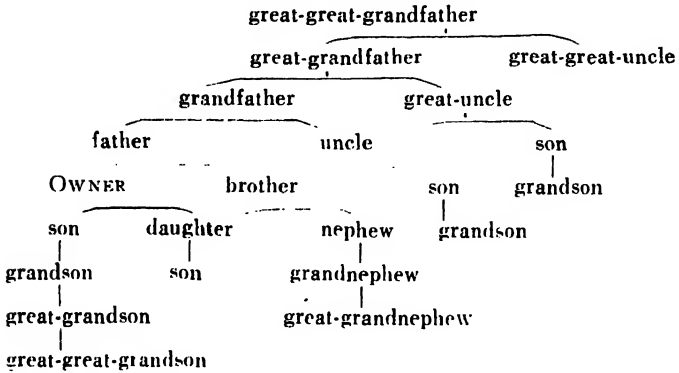 great-great-grandfather
great-grandfather great-great-uncle
grandfather great-uncle
father uncle son
OWNER brother son grandson
son daughter nephew grandson
grandson son grandnephew
great-grandson great-grandnephew
great-great-grandson